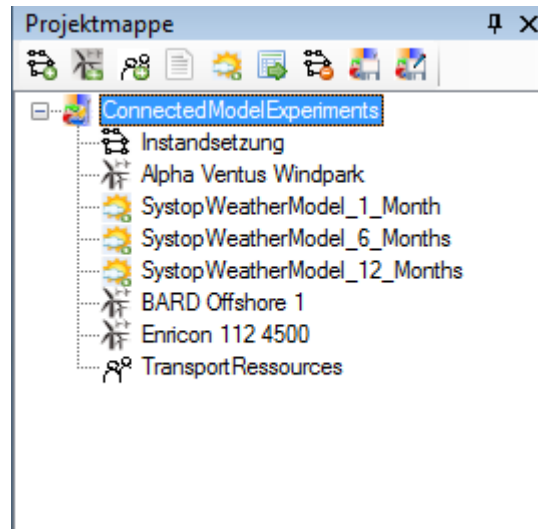 Projektmappe
ConnectedModelExperiments
Instandsetzung
Alpha Ventus Windpark
SystopWeatherModel_1_Month
SystopWeatherModel_6_Months
SystopWeatherModel_12_Months
BARD Offshore 1
Enricon 112 4500
TransportRessources